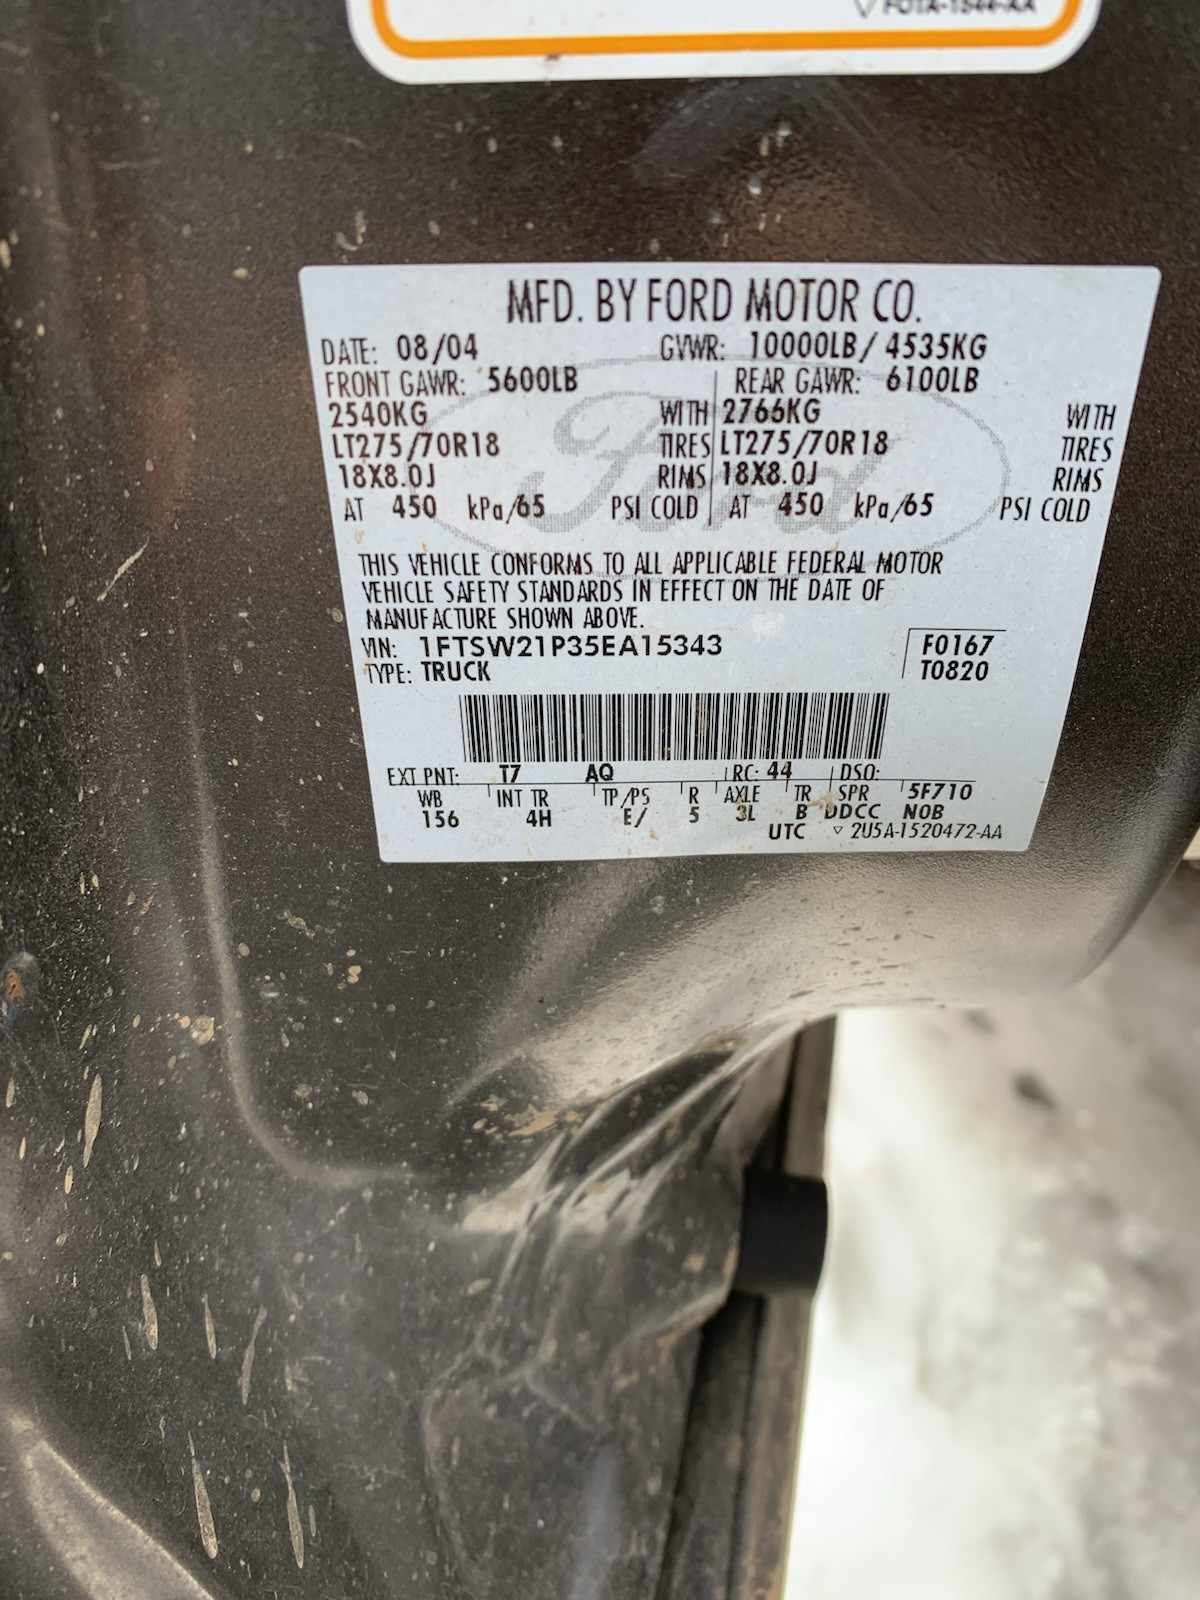 F01A-1544-AA
MFD. BY FORD MOTOR CO.
DATE: 08/04 GVWR: 10000LB/ 4535KG
FRONT GAWR: 5600LB REAR GAWR: 6100LB
2540KG WITH 2766KG WITH
LT275/70R18 TIRES LT275/70R18 TIRES
18X8.0J RIMS 18X8.0J RIMS
AT 450 kPa/65 PSI COLD AT 450 kPa/65 PSI COLD
Ford
THIS VEHICLE CONFORMS TO ALL APPLICABLE FEDERAL MOTOR
VEHICLE SAFETY STANDARDS IN EFFECT ON THE DATE OF
MANUFACTURE SHOWN ABOVE.
VIN: 1FTSW21P35EA15343 F0167
TYPE: TRUCK T0820
EXT PNT: T7 AQ RC: 44 DSO:
WB INT TR TP/PS R AXLE TR SPR 5F710
156 4H E/ 5 3L B DDCC N0B
UTC 2U5A-1520472-AA